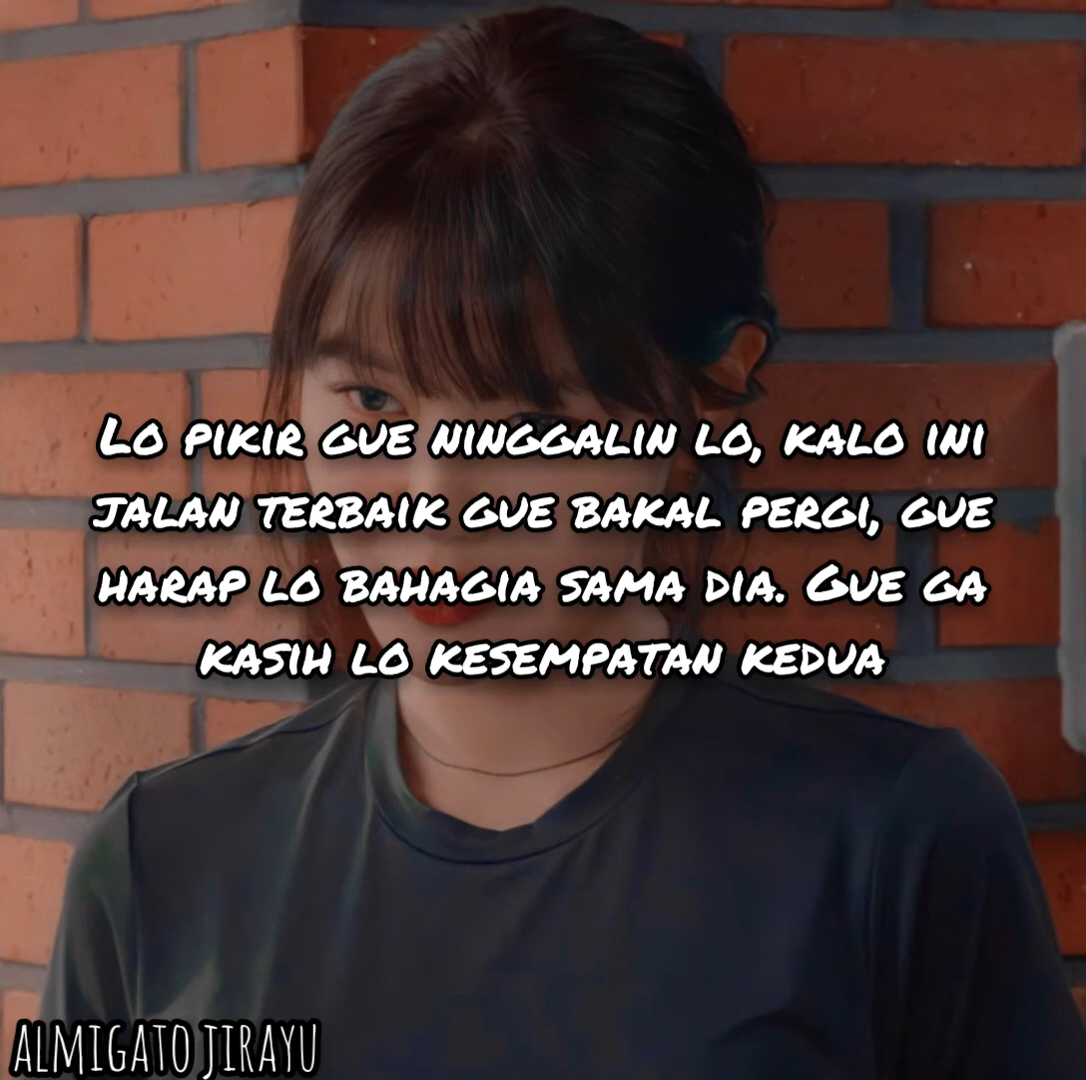 Lo pikir gue ninggalin lo, kalo ini
jalan terbaik gue bakal pergi, gue
harap lo bahagia sama dia. Gue ga
kasih lo kesempatan kedua
ALMIGATO JIRAYU